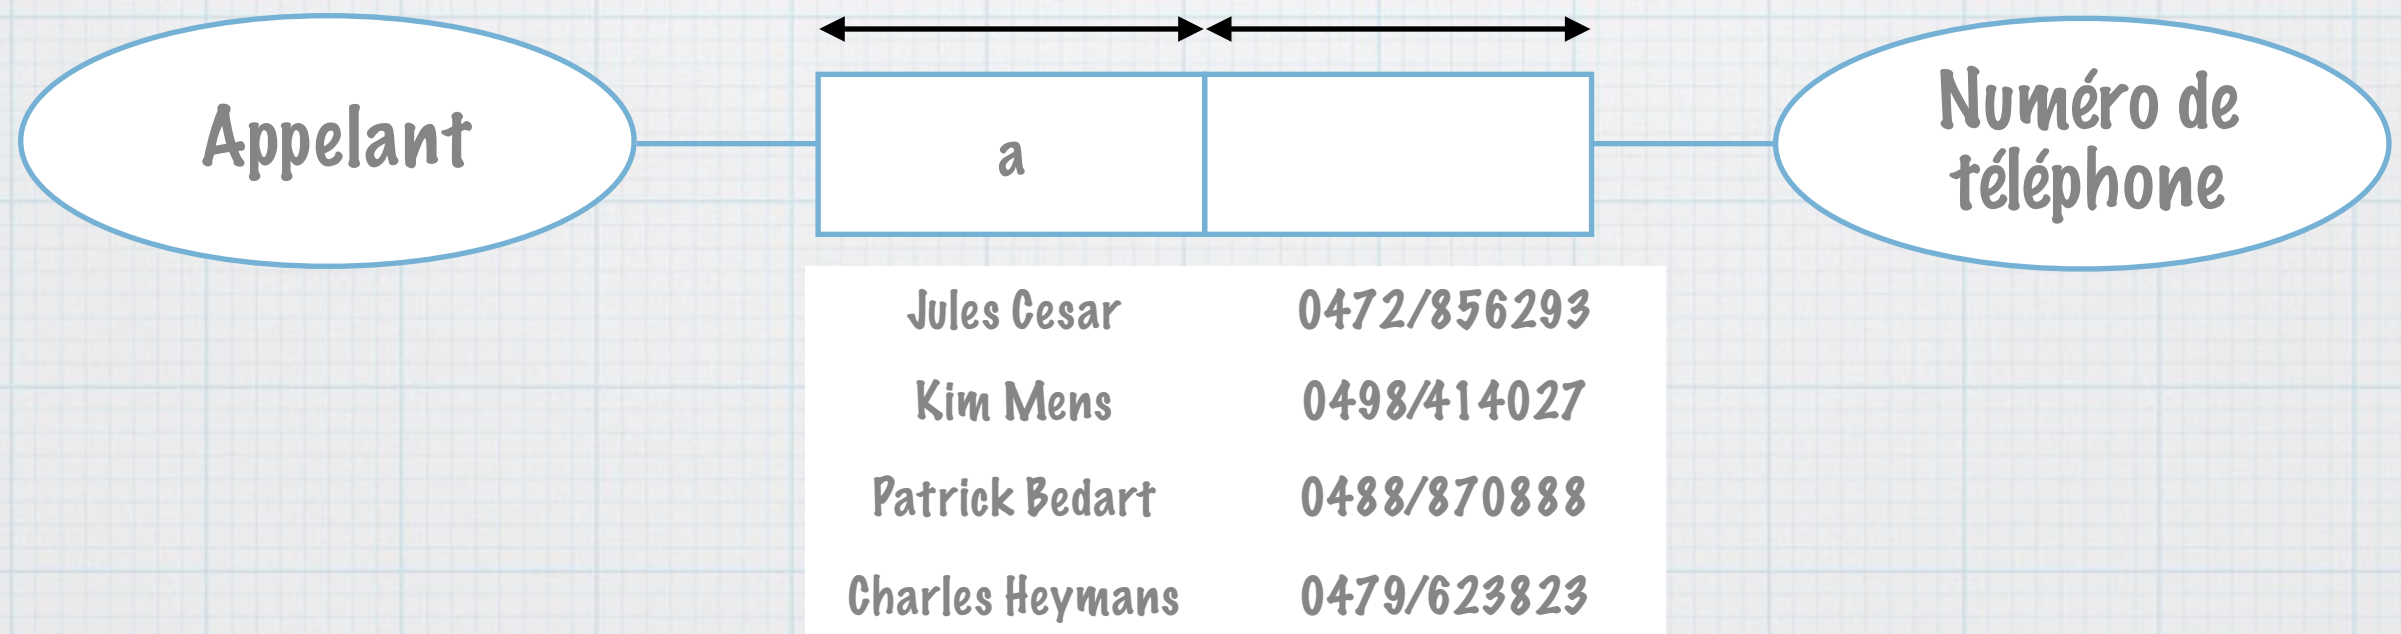 Appelant
a
Numéro de
téléphone
Jules Cesar 0472/856293
Kim Mens 0498/414027
Patrick Bedart 0488/870888
Charles Heymans 0479/623823